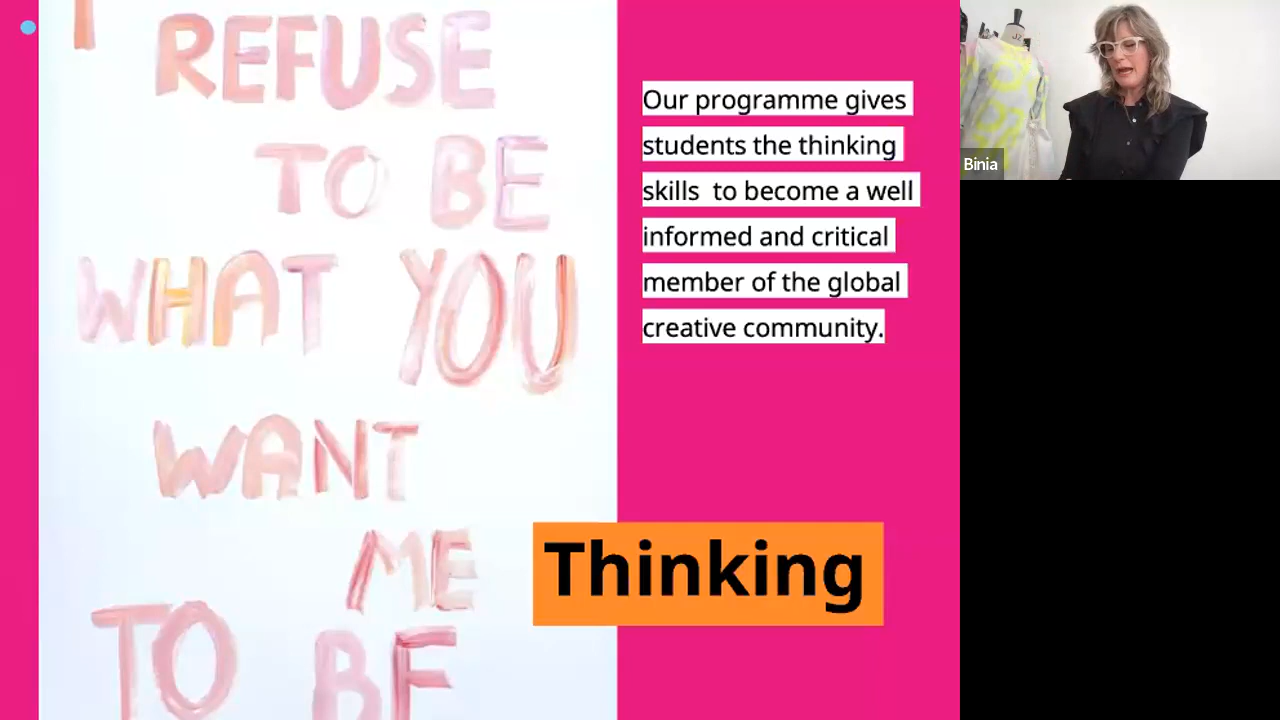 I
REFUSE
TO BE
WHAT YOU
WANT
ME
TO BE
Our programme gives
students the thinking
skills to become a well
informed and critical
member of the global
creative community.
Thinking
Binia